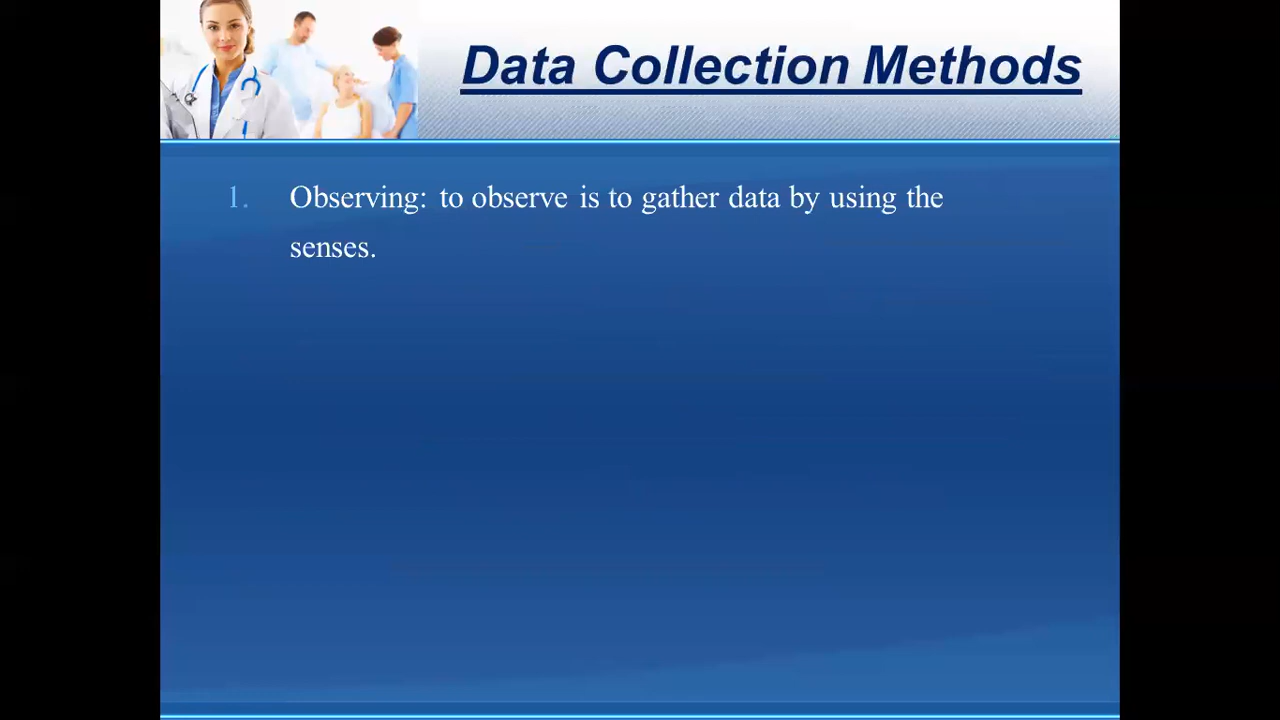 Data Collection Methods
1. Observing: to observe is to gather data by using the
senses.